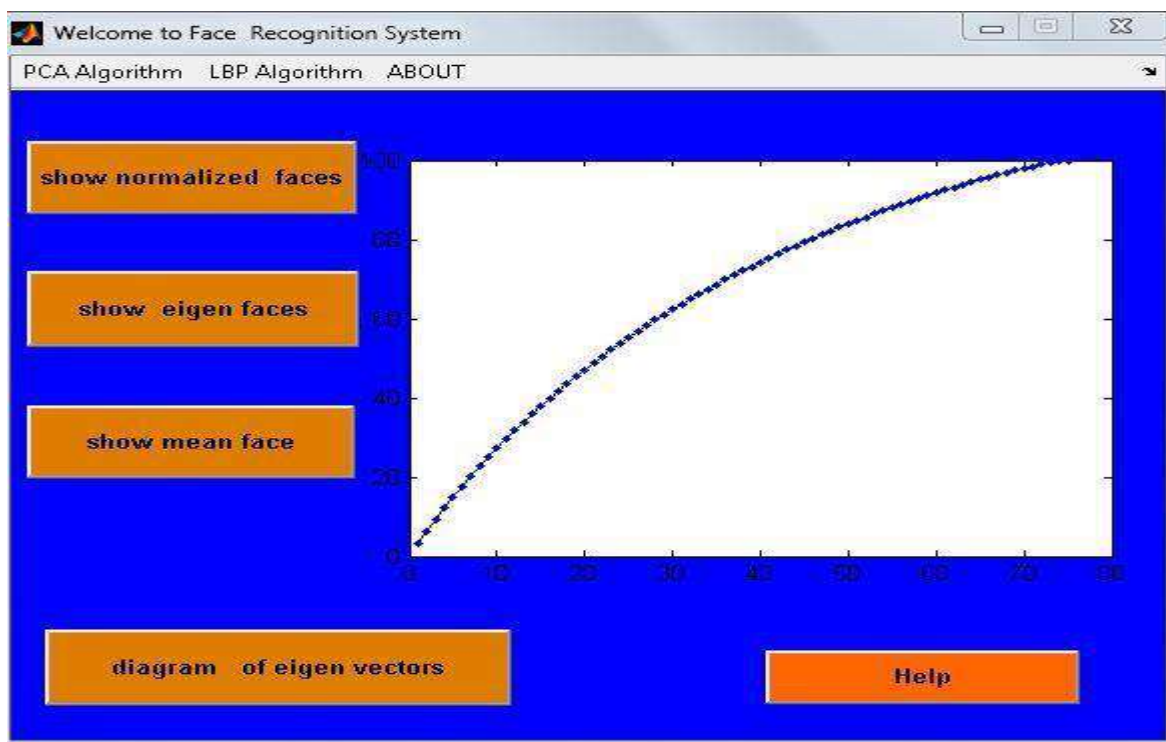 Welcome to Face Recognition System
PCA Algorithm LBP Algorithm ABOUT
show normalized faces
show eigen faces
show mean face
100
80
60
40
20
0
0 10 20 30 40 50 60 70 80
diagram of eigen vectors
Help